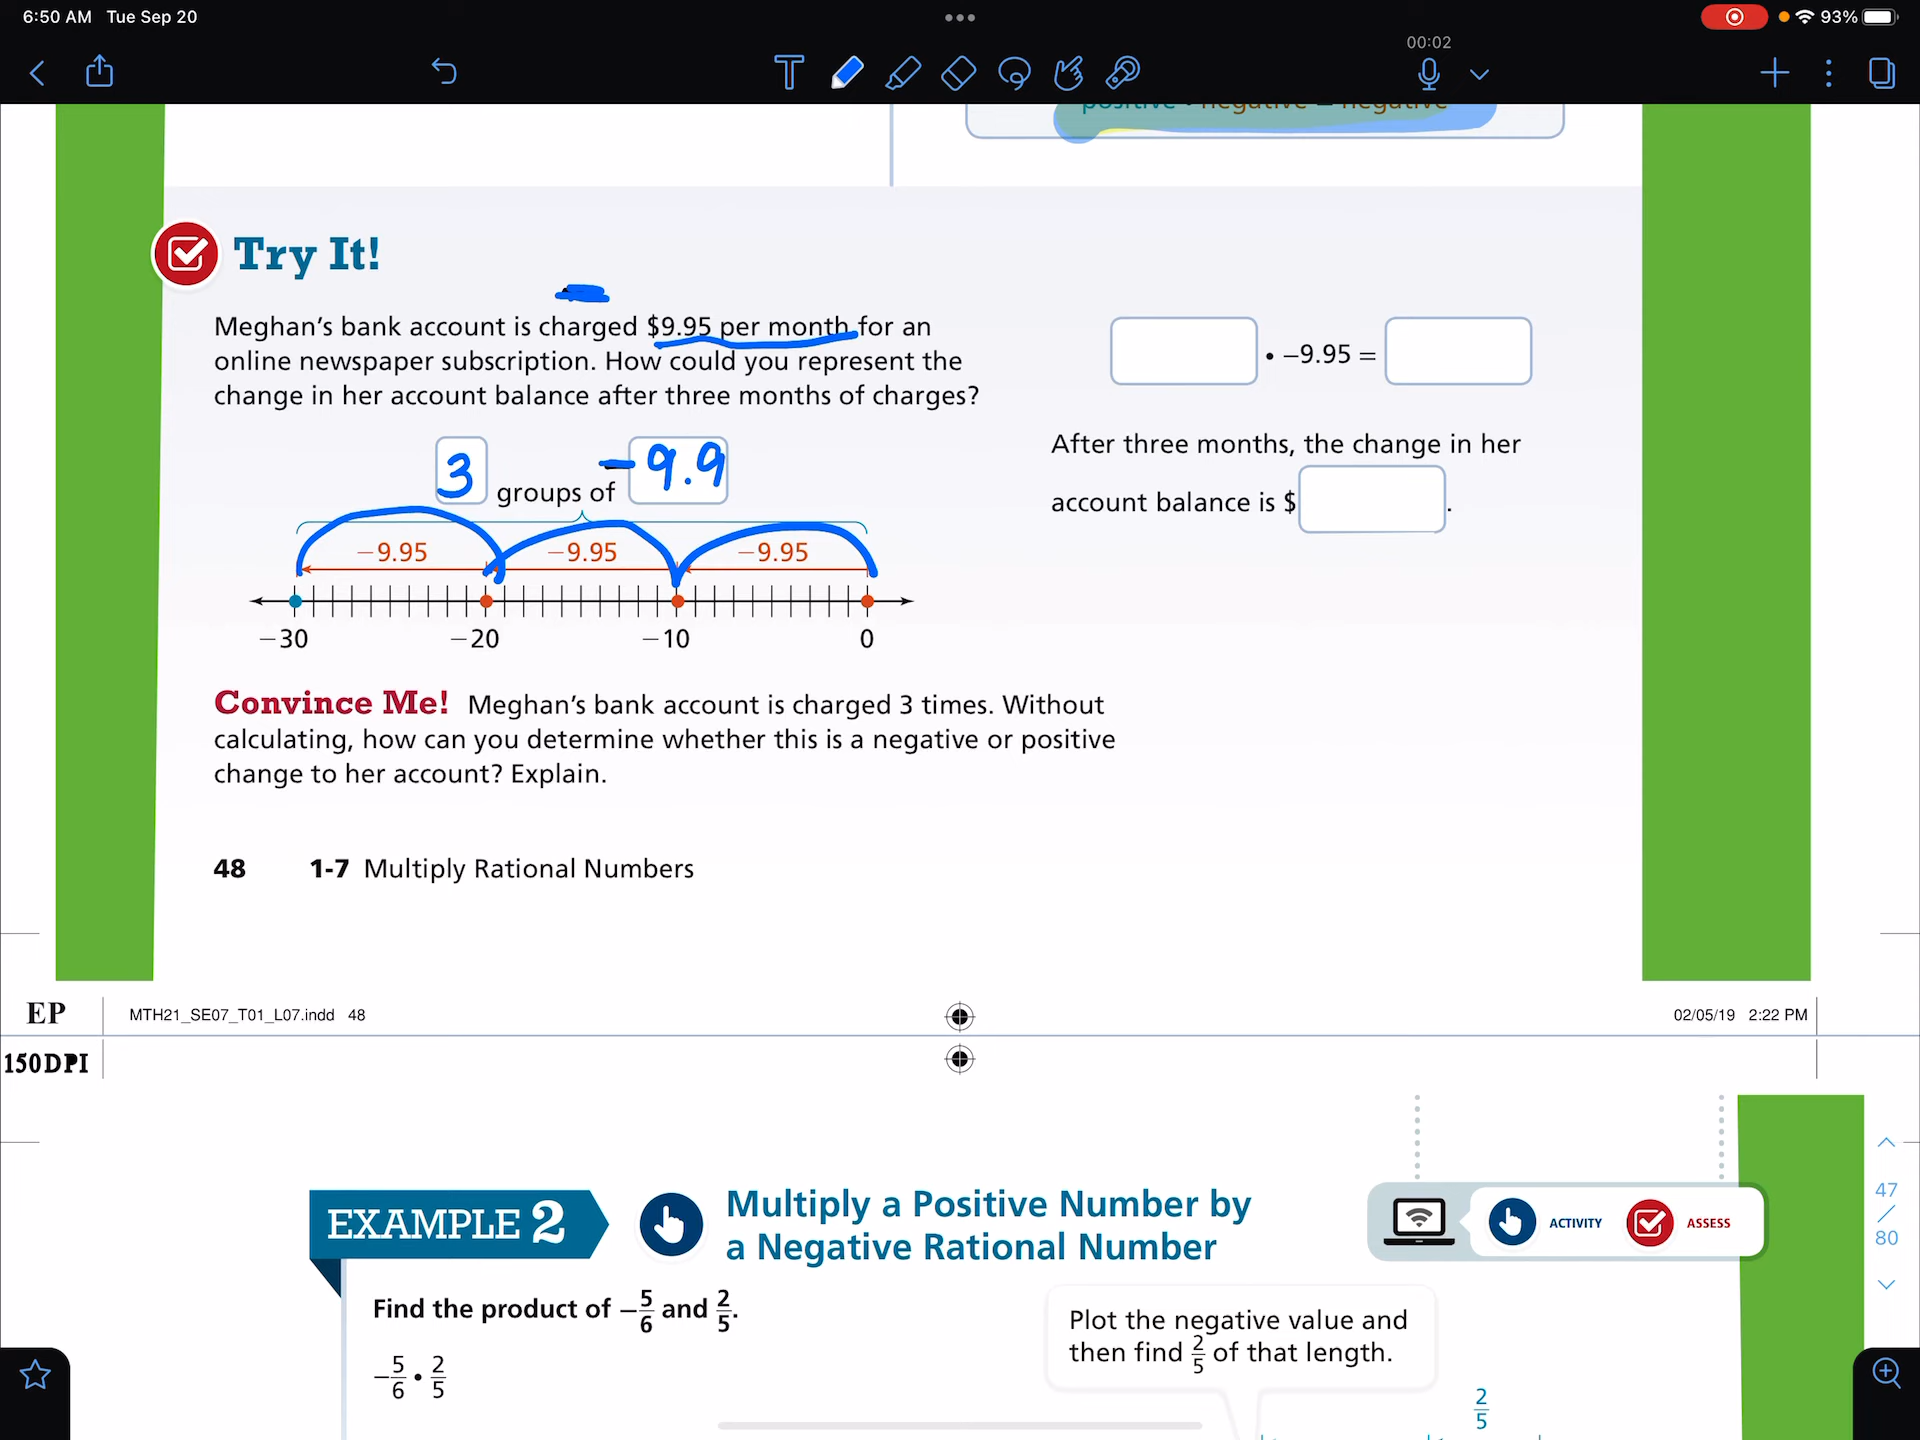 6:50 AM Tue Sep 20
93%
00:02
positive · negative = negative
Try It!
Meghan's bank account is charged $9.95 per month for an
online newspaper subscription. How could you represent the
change in her account balance after three months of charges?
3 groups of -9.9
−9.95 −9.95 −9.95
−30 −20 −10 0
• −9.95 =
After three months, the change in her
account balance is $ .
Convince Me! Meghan's bank account is charged 3 times. Without
calculating, how can you determine whether this is a negative or positive
change to her account? Explain.
48 1-7 Multiply Rational Numbers
EP MTH21_SE07_T01_L07.indd 48 02/05/19 2:22 PM
150DPI
EXAMPLE 2 Multiply a Positive Number by
a Negative Rational Number
ACTIVITY ASSESS
47
/
80
Find the product of −5/6 and 2/5.
−5/6 • 2/5
Plot the negative value and
then find 2/5 of that length.
2/5